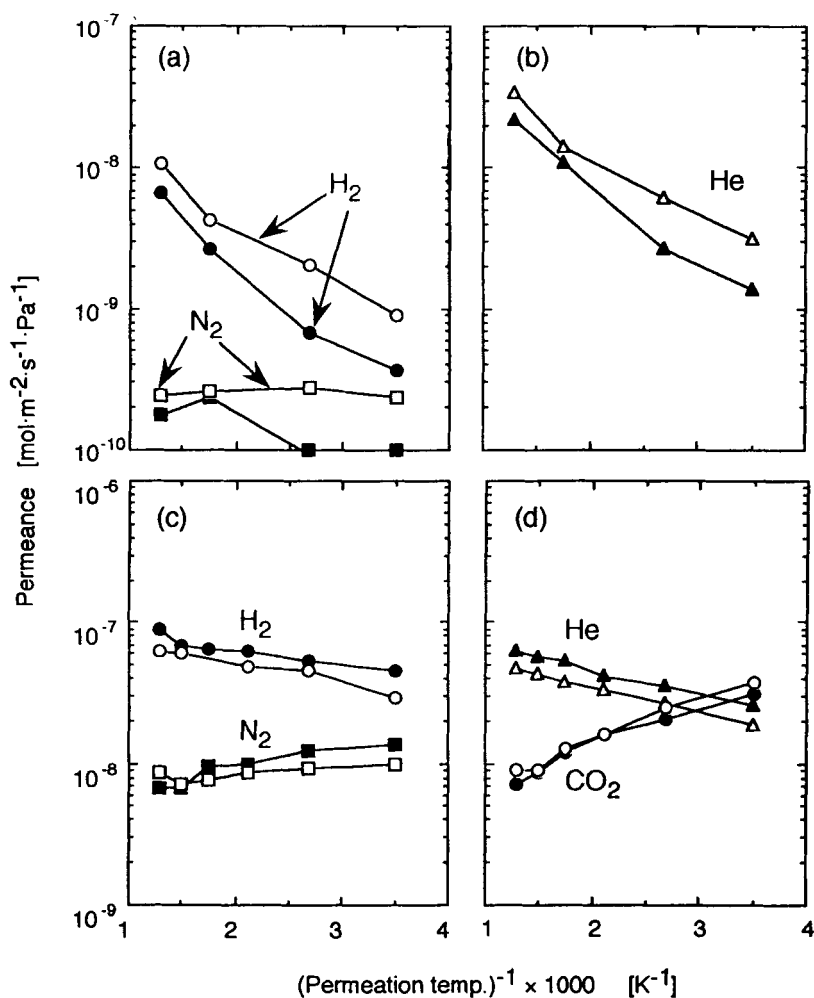 10-7
(a)
(b)
10-8
H2
He
10-9
N2
10-10
Permeance [mol·m-2·s-1·Pa-1]
10-6
(c)
(d)
10-7
H2
He
N2
10-8
CO2
10-9
1 2 3 4 1 2 3 4
(Permeation temp.)-1 × 1000 [K-1]